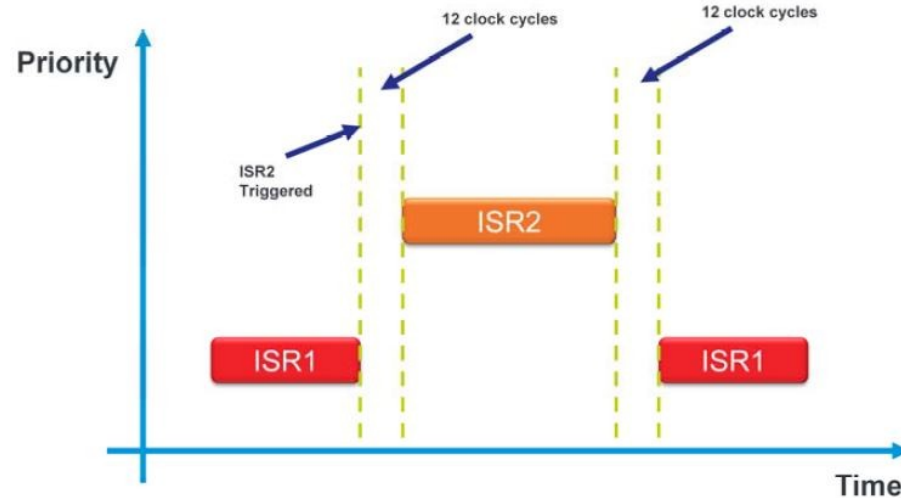 12 clock cycles
12 clock cycles
Priority
ISR2
Triggered
ISR2
ISR1
ISR1
Time